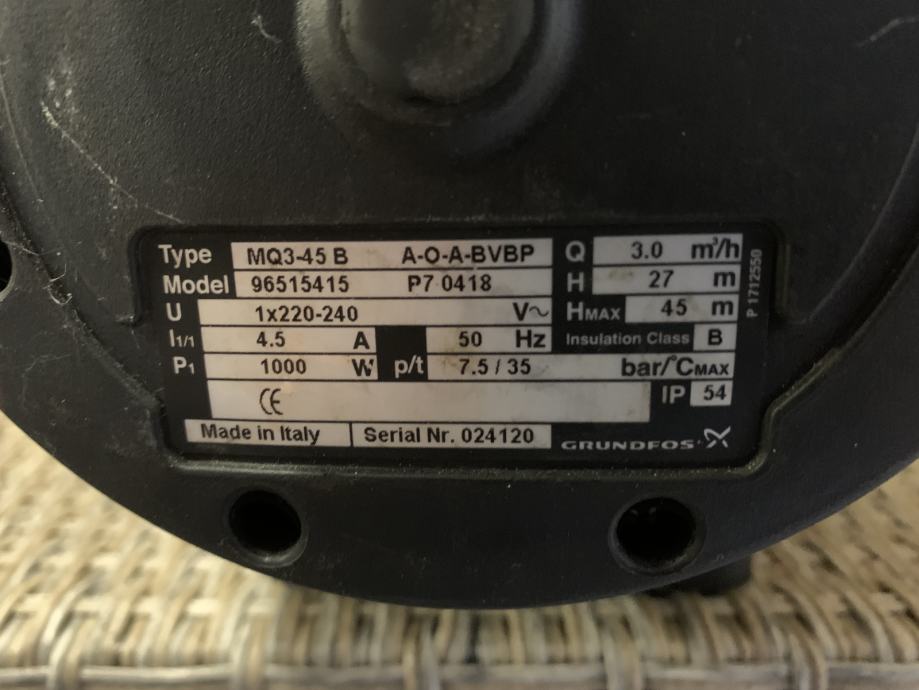 Type MQ3-45 B A-O-A-BVBP Q 3.0 m³/h
Model 96515415 P7 0418 H 27 m
U 1x220-240 V~ HMAX 45 m
I1/1 4.5 A 50 Hz Insulation Class B
P1 1000 W p/t 7.5 / 35 bar/°CMAX
CE IP 54
Made in Italy Serial Nr. 024120 GRUNDFOS
P 1712550